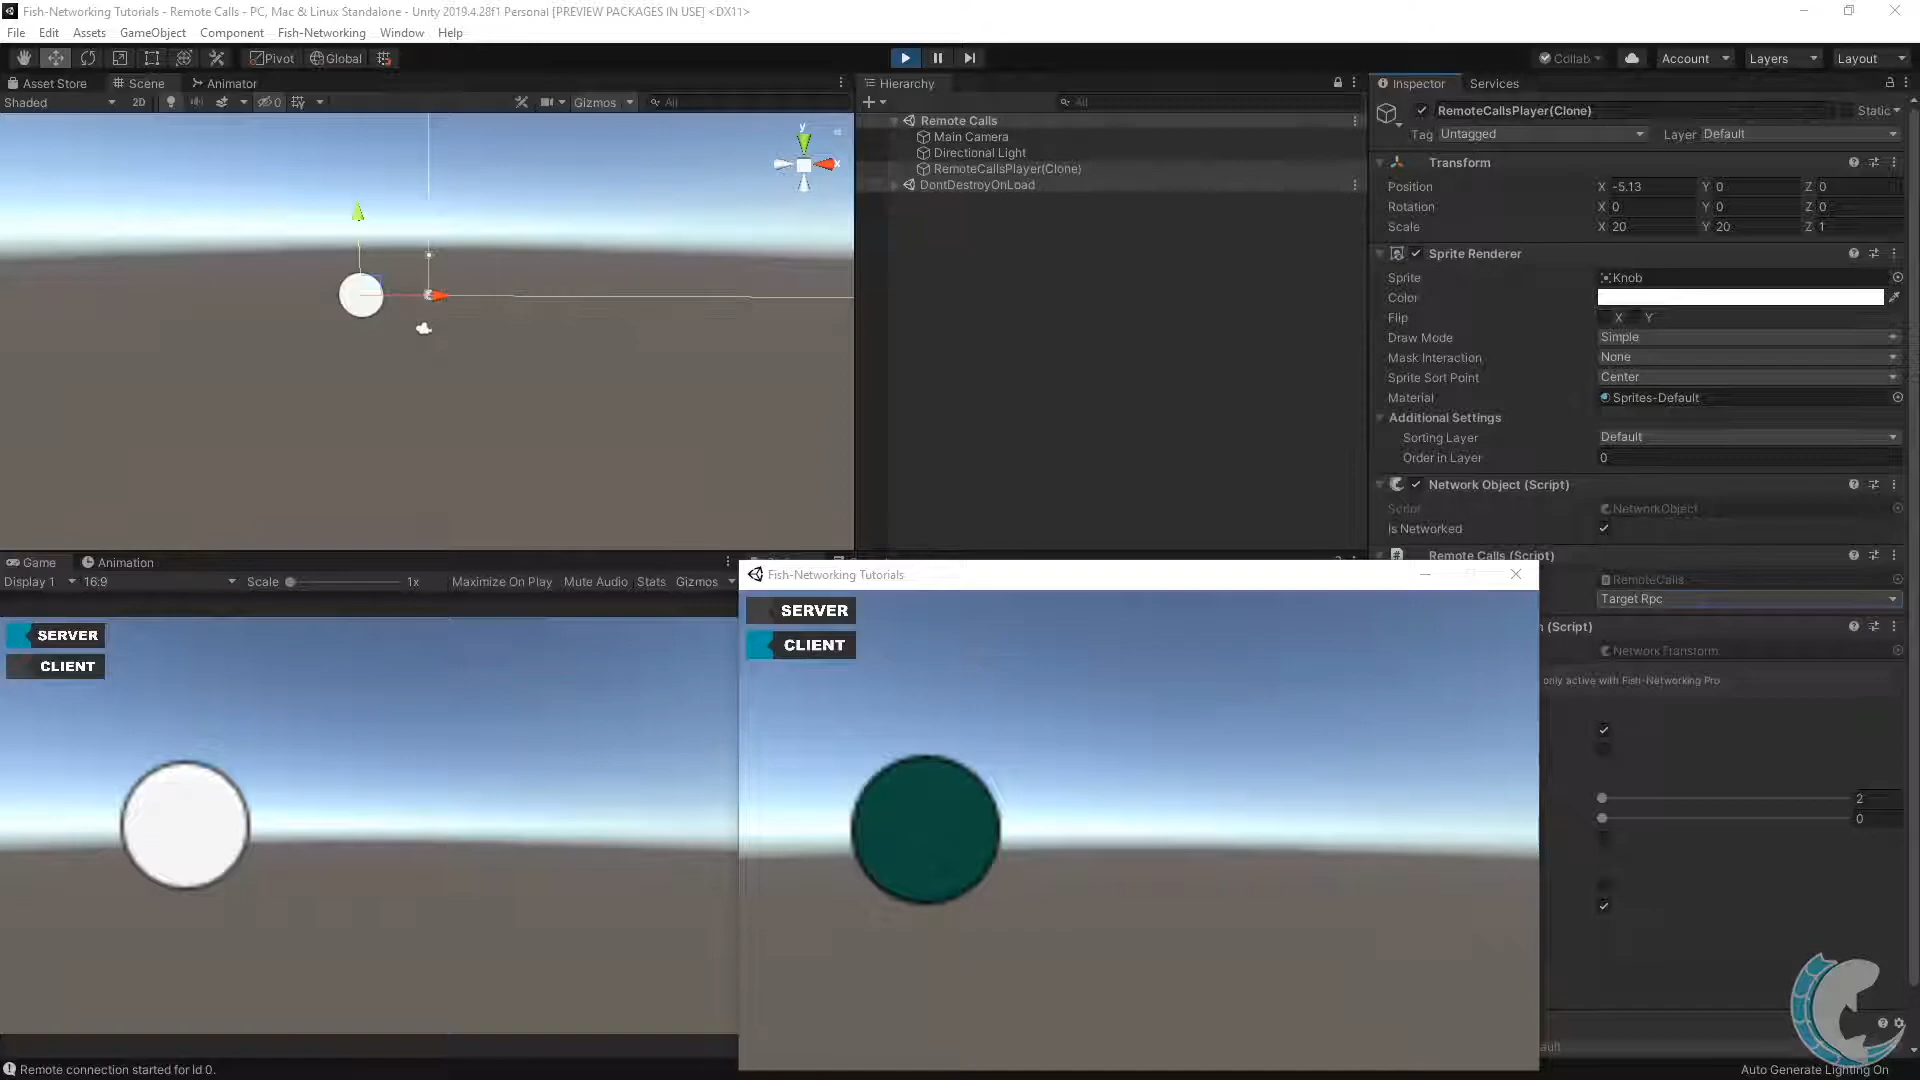 Fish-Networking Tutorials - Remote Calls - PC, Mac & Linux Standalone - Unity 2019.4.28f1 Personal [PREVIEW PACKAGES IN USE] <DX11>
File Edit Assets GameObject Component Fish-Networking Window Help
Pivot Global Collab Account Layers Layout
Asset Store Scene Animator
Shaded 2D 0 Gizmos All
y
x
Hierarchy
All
Remote Calls
Main Camera
Directional Light
RemoteCallsPlayer(Clone)
DontDestroyOnLoad
Inspector Services
RemoteCallsPlayer(Clone) Static
Tag Untagged Layer Default
Transform
Position X -5.13 Y 0 Z 0
Rotation X 0 Y 0 Z 0
Scale X 20 Y 20 Z 1
Sprite Renderer
Sprite Knob
Color
Flip X Y
Draw Mode Simple
Mask Interaction None
Sprite Sort Point Center
Material Sprites-Default
Additional Settings
Sorting Layer Default
Order in Layer 0
Network Object (Script)
Script NetworkObject
Is Networked
Remote Calls (Script)
RemoteCalls
Target Rpc
(Script)
NetworkTransform
only active with Fish-Networking Pro
2
0
Game Animation
Display 1 16:9 Scale 1x Maximize On Play Mute Audio Stats Gizmos
SERVER
CLIENT
Fish-Networking Tutorials
SERVER
CLIENT
Remote connection started for Id 0.
Auto Generate Lighting On